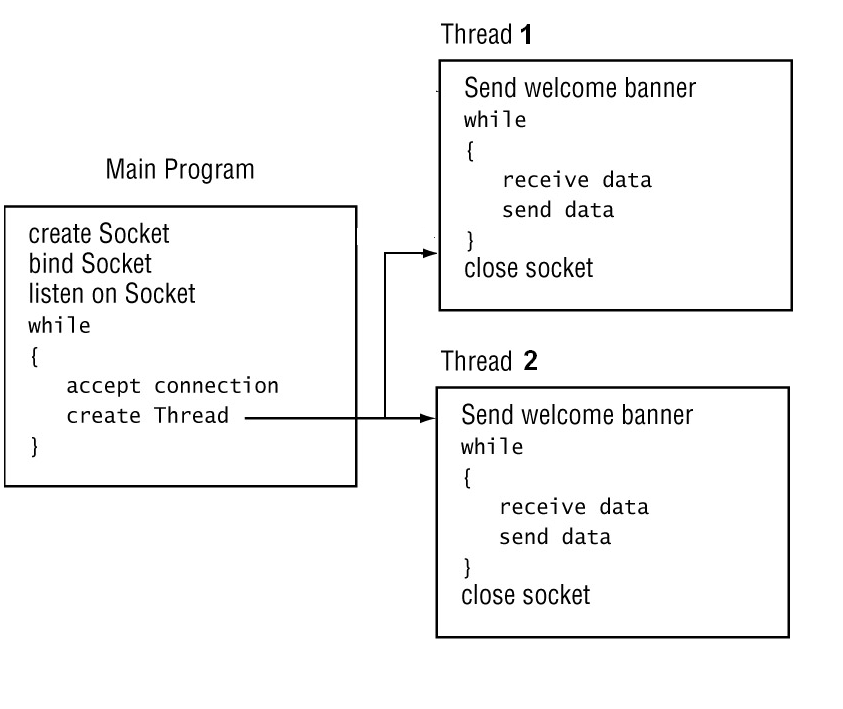 Main Program
create Socket
bind Socket
listen on Socket
while
{
accept connection
create Thread
}
Thread 1
Send welcome banner
while
{
receive data
send data
}
close socket
Thread 2
Send welcome banner
while
{
receive data
send data
}
close socket